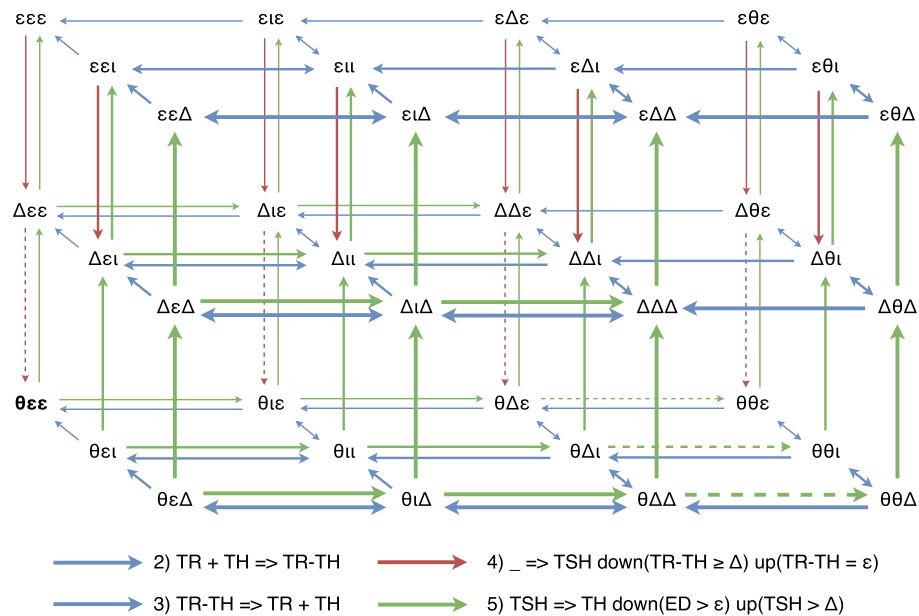 εεε ειε εΔε εθε
εει ειι εΔι εθι
εεΔ ειΔ εΔΔ εθΔ
Δεε Διε ΔΔε Δθε
Δει Διι ΔΔι Δθι
ΔεΔ ΔιΔ ΔΔΔ ΔθΔ
θεε θιε θΔε θθε
θει θιι θΔι θθι
θεΔ θιΔ θΔΔ θθΔ
2) TR + TH => TR-TH 4) _ => TSH down(TR-TH ≥ Δ) up(TR-TH = ε)
3) TR-TH => TR + TH 5) TSH => TH down(ED > ε) up(TSH > Δ)